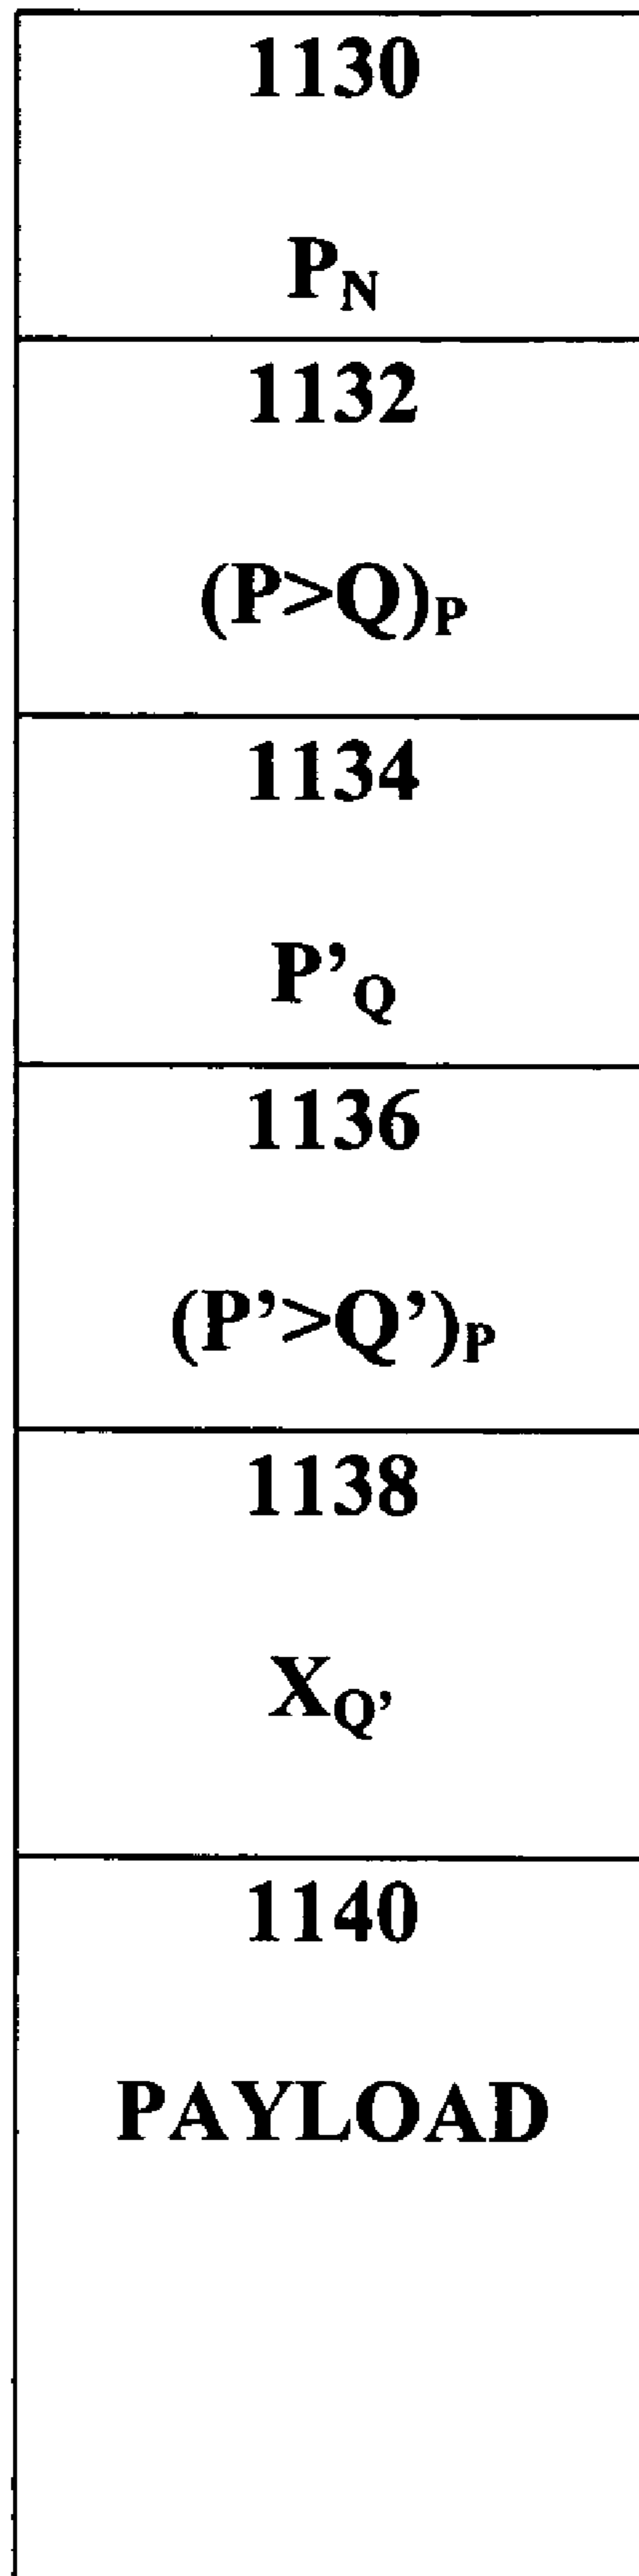 1130
P_N
1132
(P>Q)_P
1134
P’_Q
1136
(P’>Q’)_P
1138
X_Q’
1140
PAYLOAD